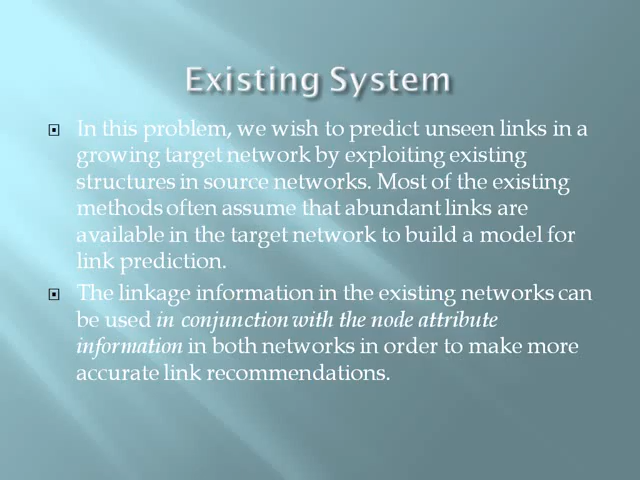 Existing System
In this problem, we wish to predict unseen links in a
growing target network by exploiting existing
structures in source networks. Most of the existing
methods often assume that abundant links are
available in the target network to build a model for
link prediction.
The linkage information in the existing networks can
be used in conjunction with the node attribute
information in both networks in order to make more
accurate link recommendations.